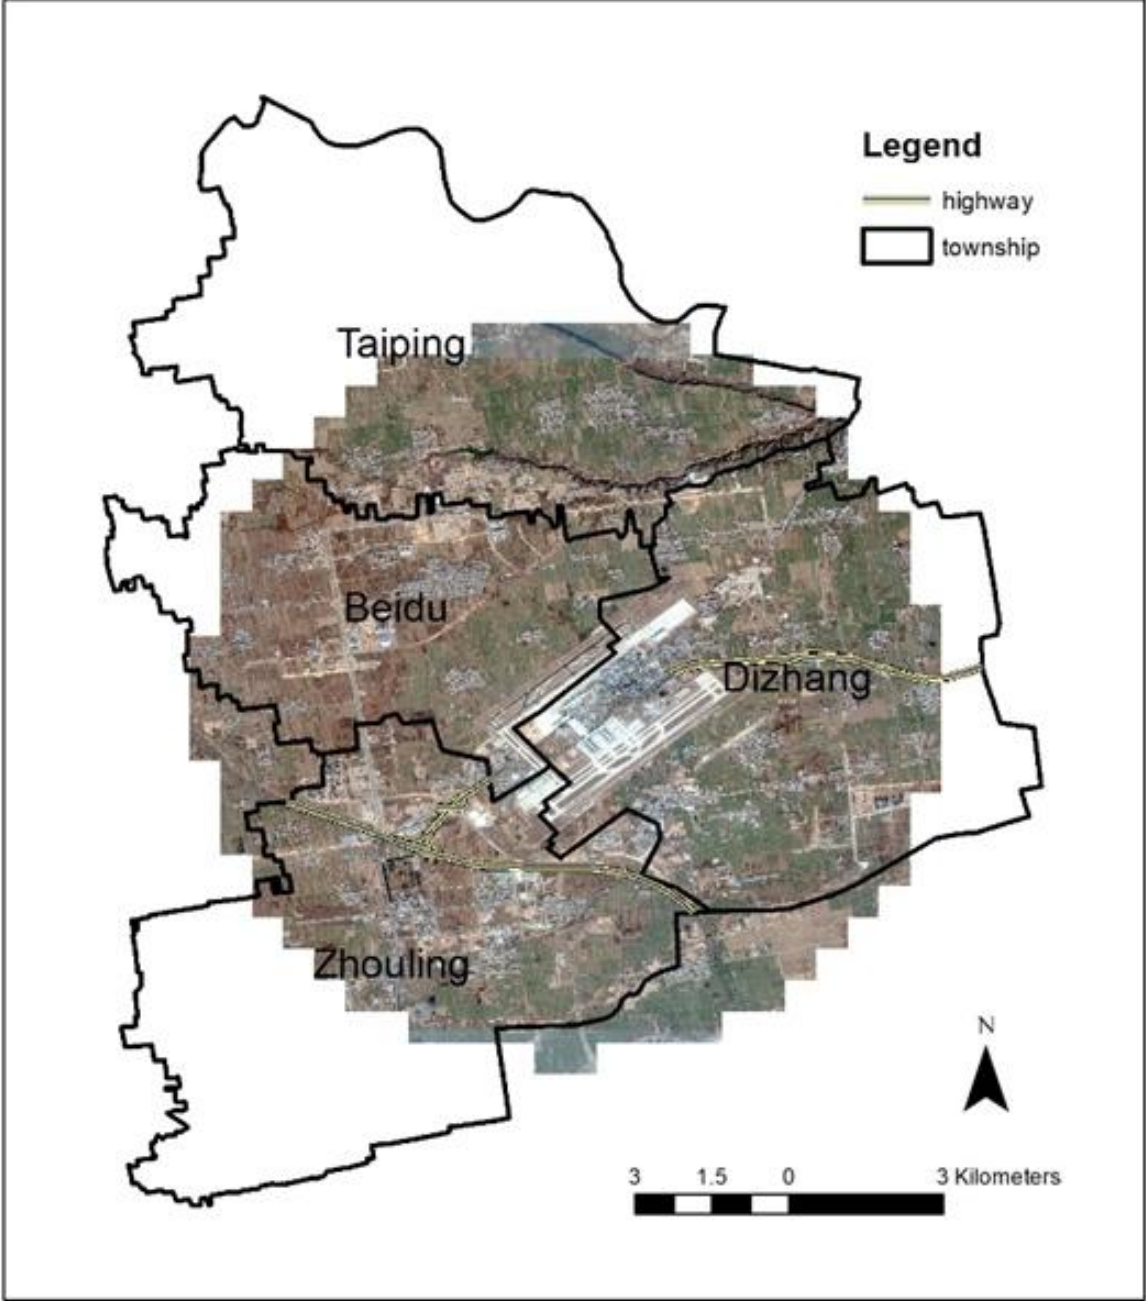 Legend
highway
township
Taiping
Beidu
Dizhang
Zhouling
N
3 1.5 0 3 Kilometers